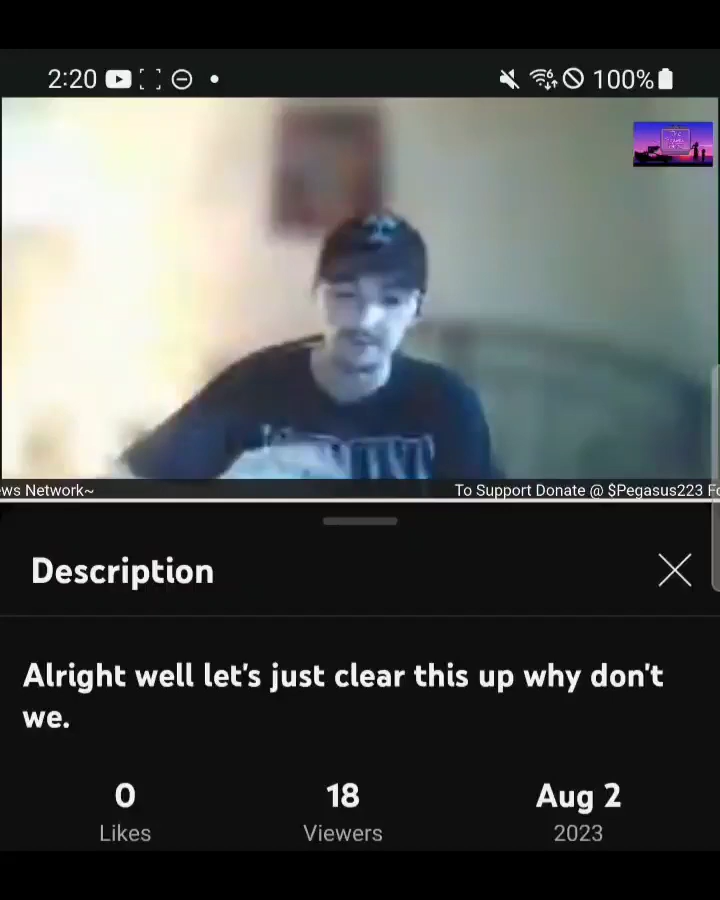 2:20
100%
ws Network~ To Support Donate @ $Pegasus223 Fo
Description
Alright well let's just clear this up why don't
we.
0 18 Aug 2
Likes Viewers 2023